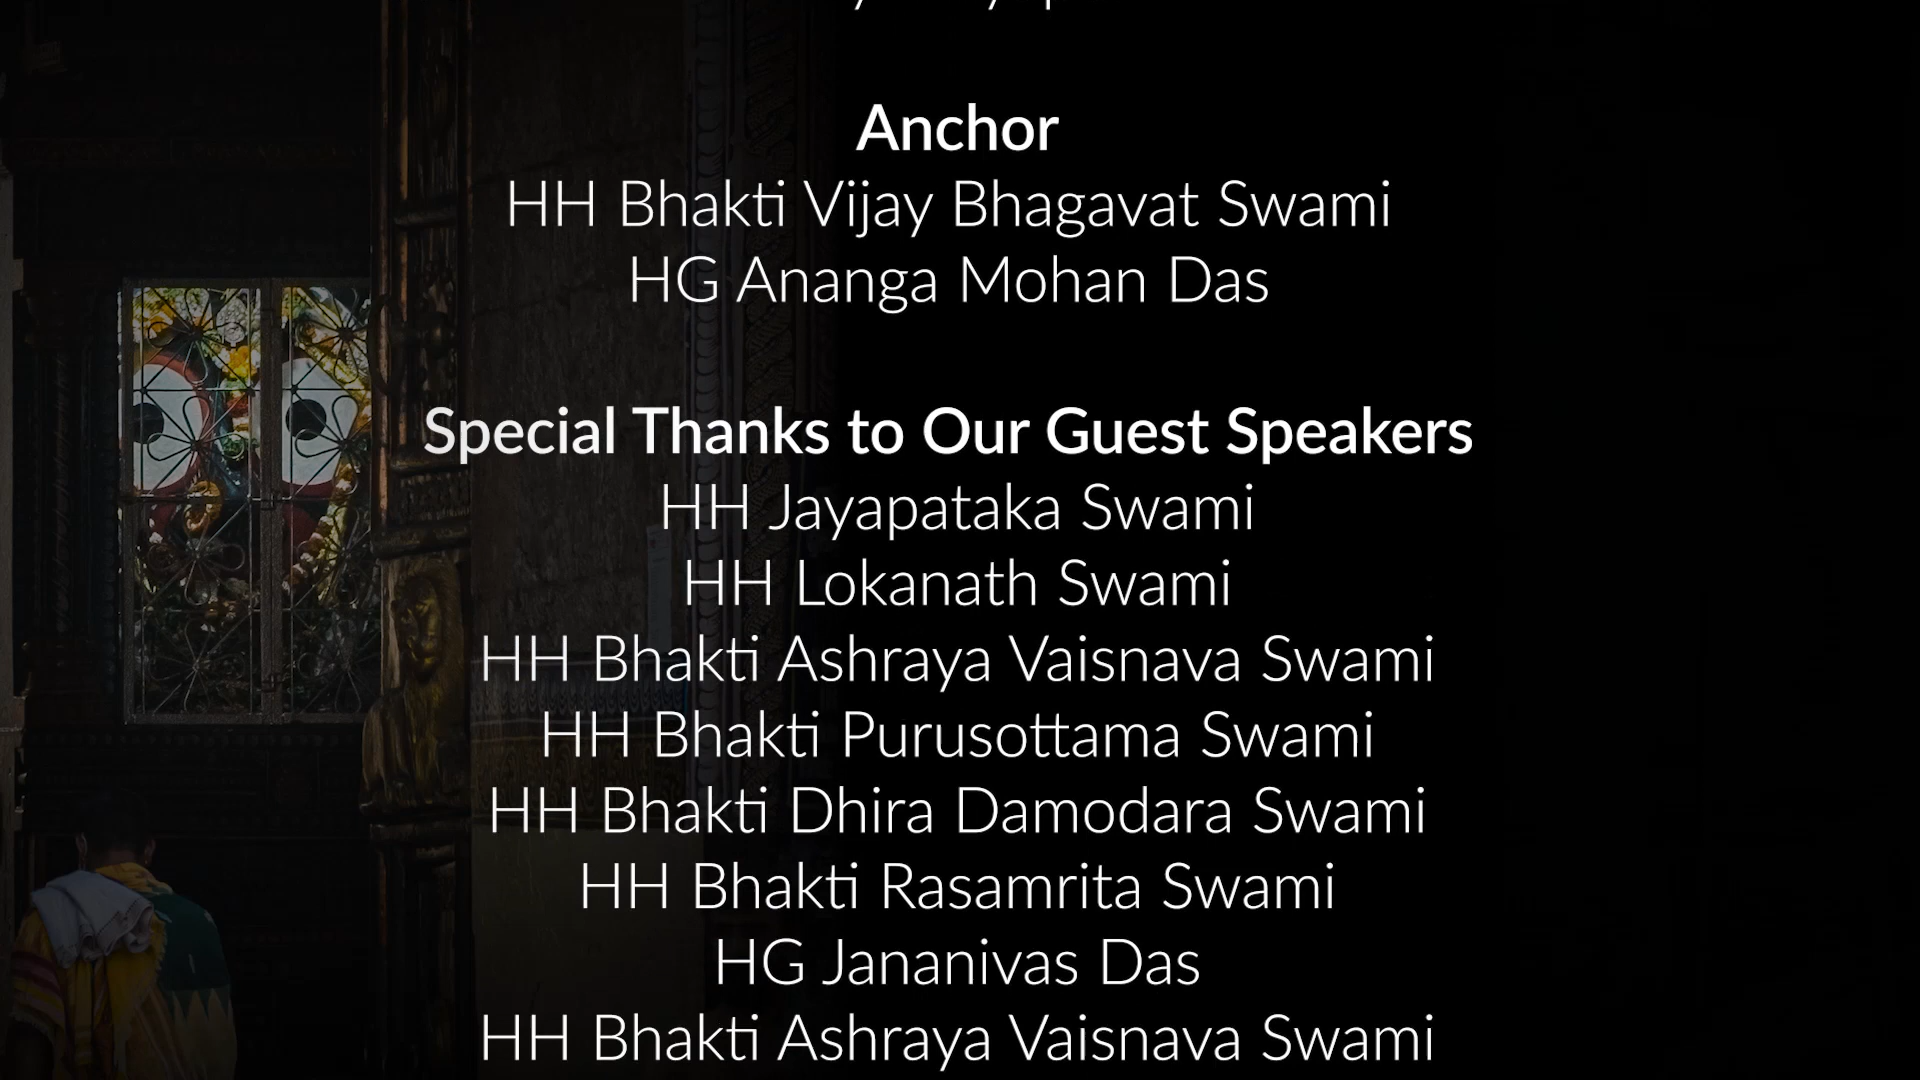 Anchor
HH Bhakti Vijay Bhagavat Swami
HG Ananga Mohan Das
Special Thanks to Our Guest Speakers
HH Jayapataka Swami
HH Lokanath Swami
HH Bhakti Ashraya Vaisnava Swami
HH Bhakti Purusottama Swami
HH Bhakti Dhira Damodara Swami
HH Bhakti Rasamrita Swami
HG Jananivas Das
HH Bhakti Ashraya Vaisnava Swami